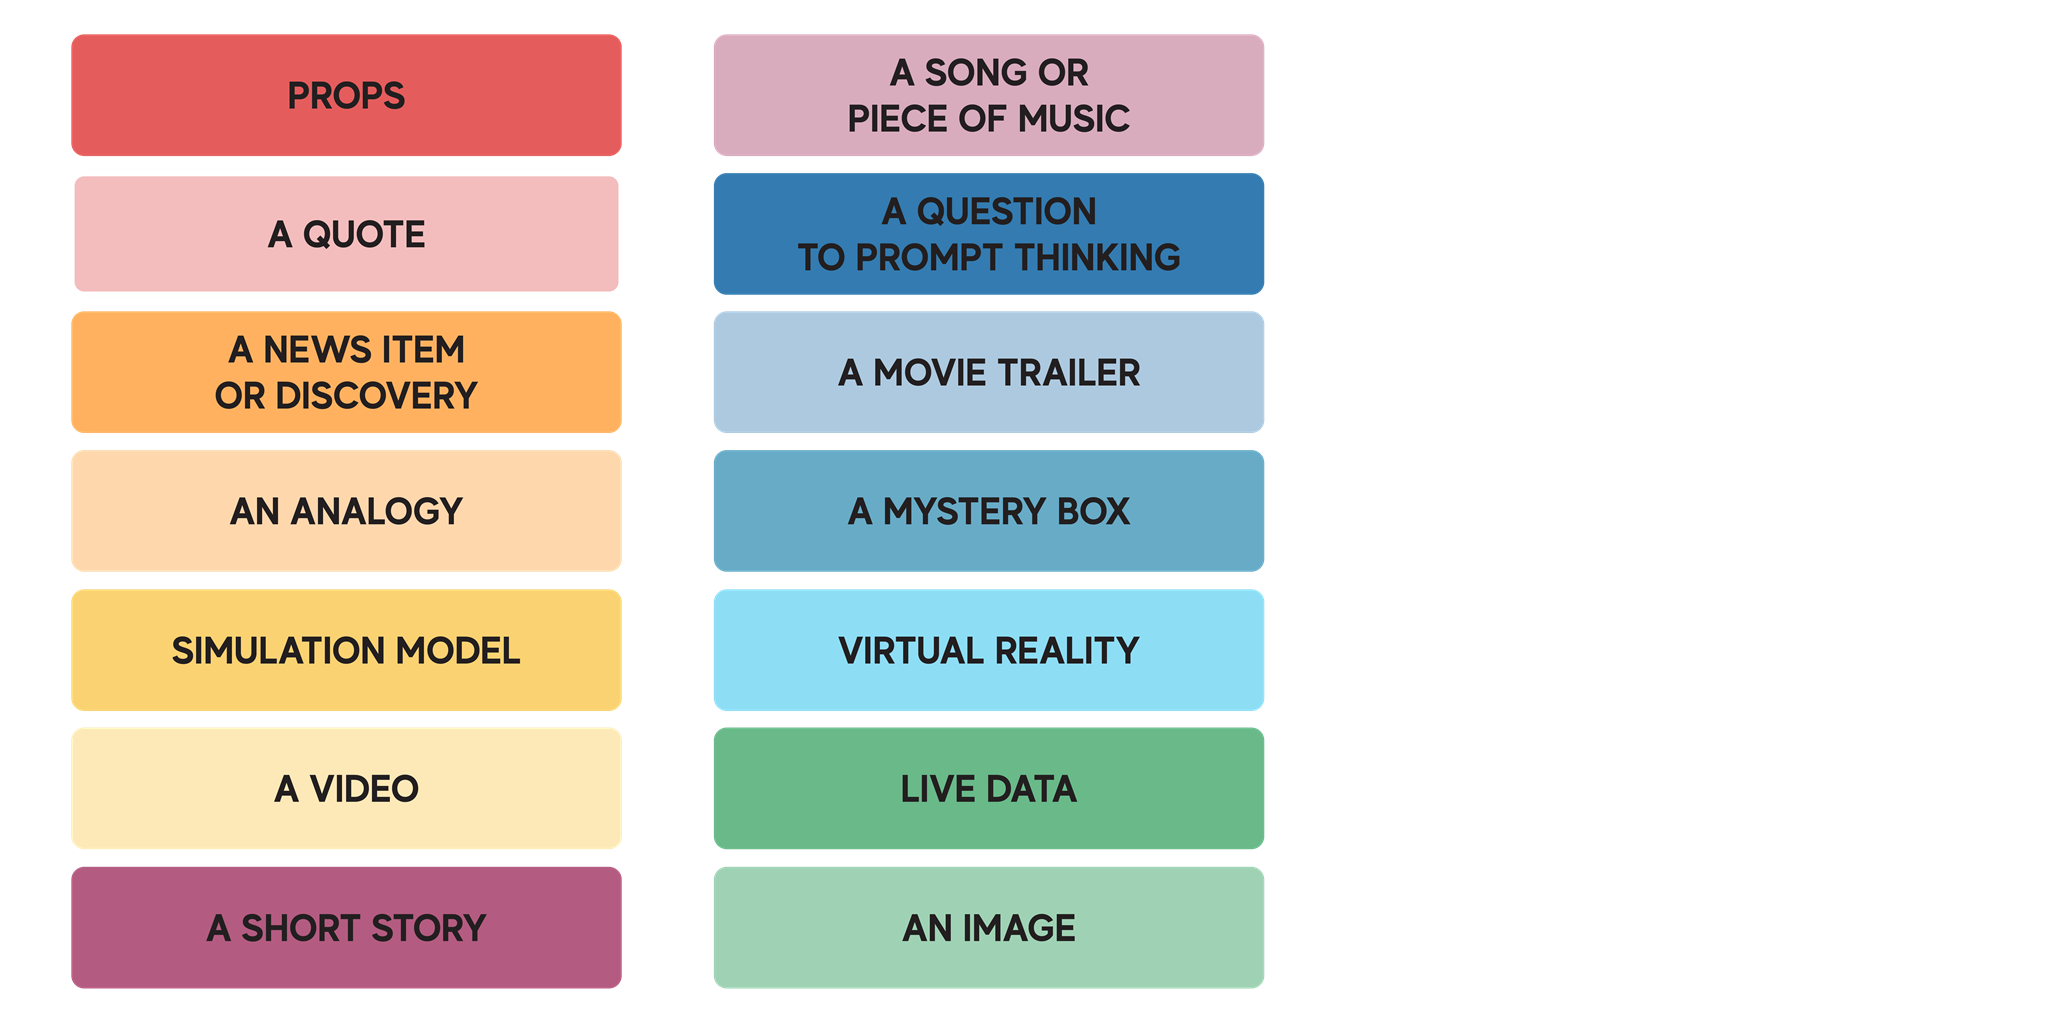 PROPS
A QUOTE
A NEWS ITEM
OR DISCOVERY
AN ANALOGY
SIMULATION MODEL
A VIDEO
A SHORT STORY
A SONG OR
PIECE OF MUSIC
A QUESTION
TO PROMPT THINKING
A MOVIE TRAILER
A MYSTERY BOX
VIRTUAL REALITY
LIVE DATA
AN IMAGE